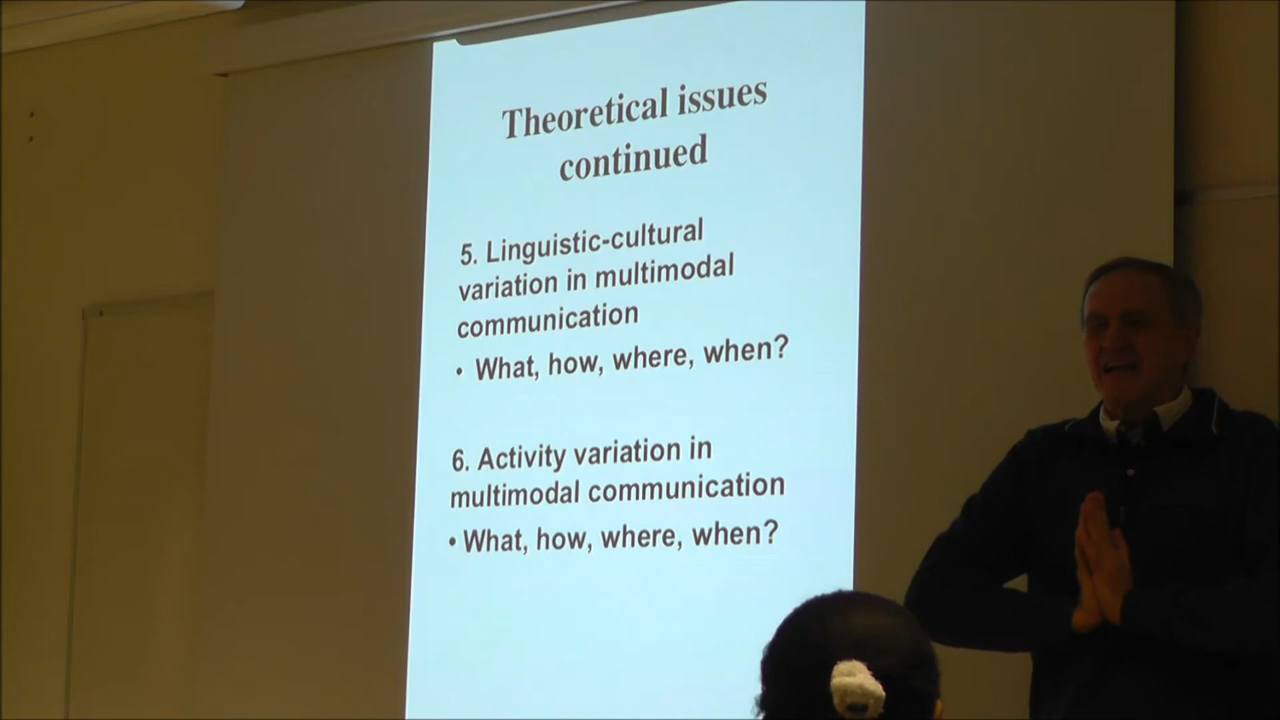 Theoretical issues
continued
5. Linguistic-cultural
variation in multimodal
communication
• What, how, where, when?
6. Activity variation in
multimodal communication
• What, how, where, when?